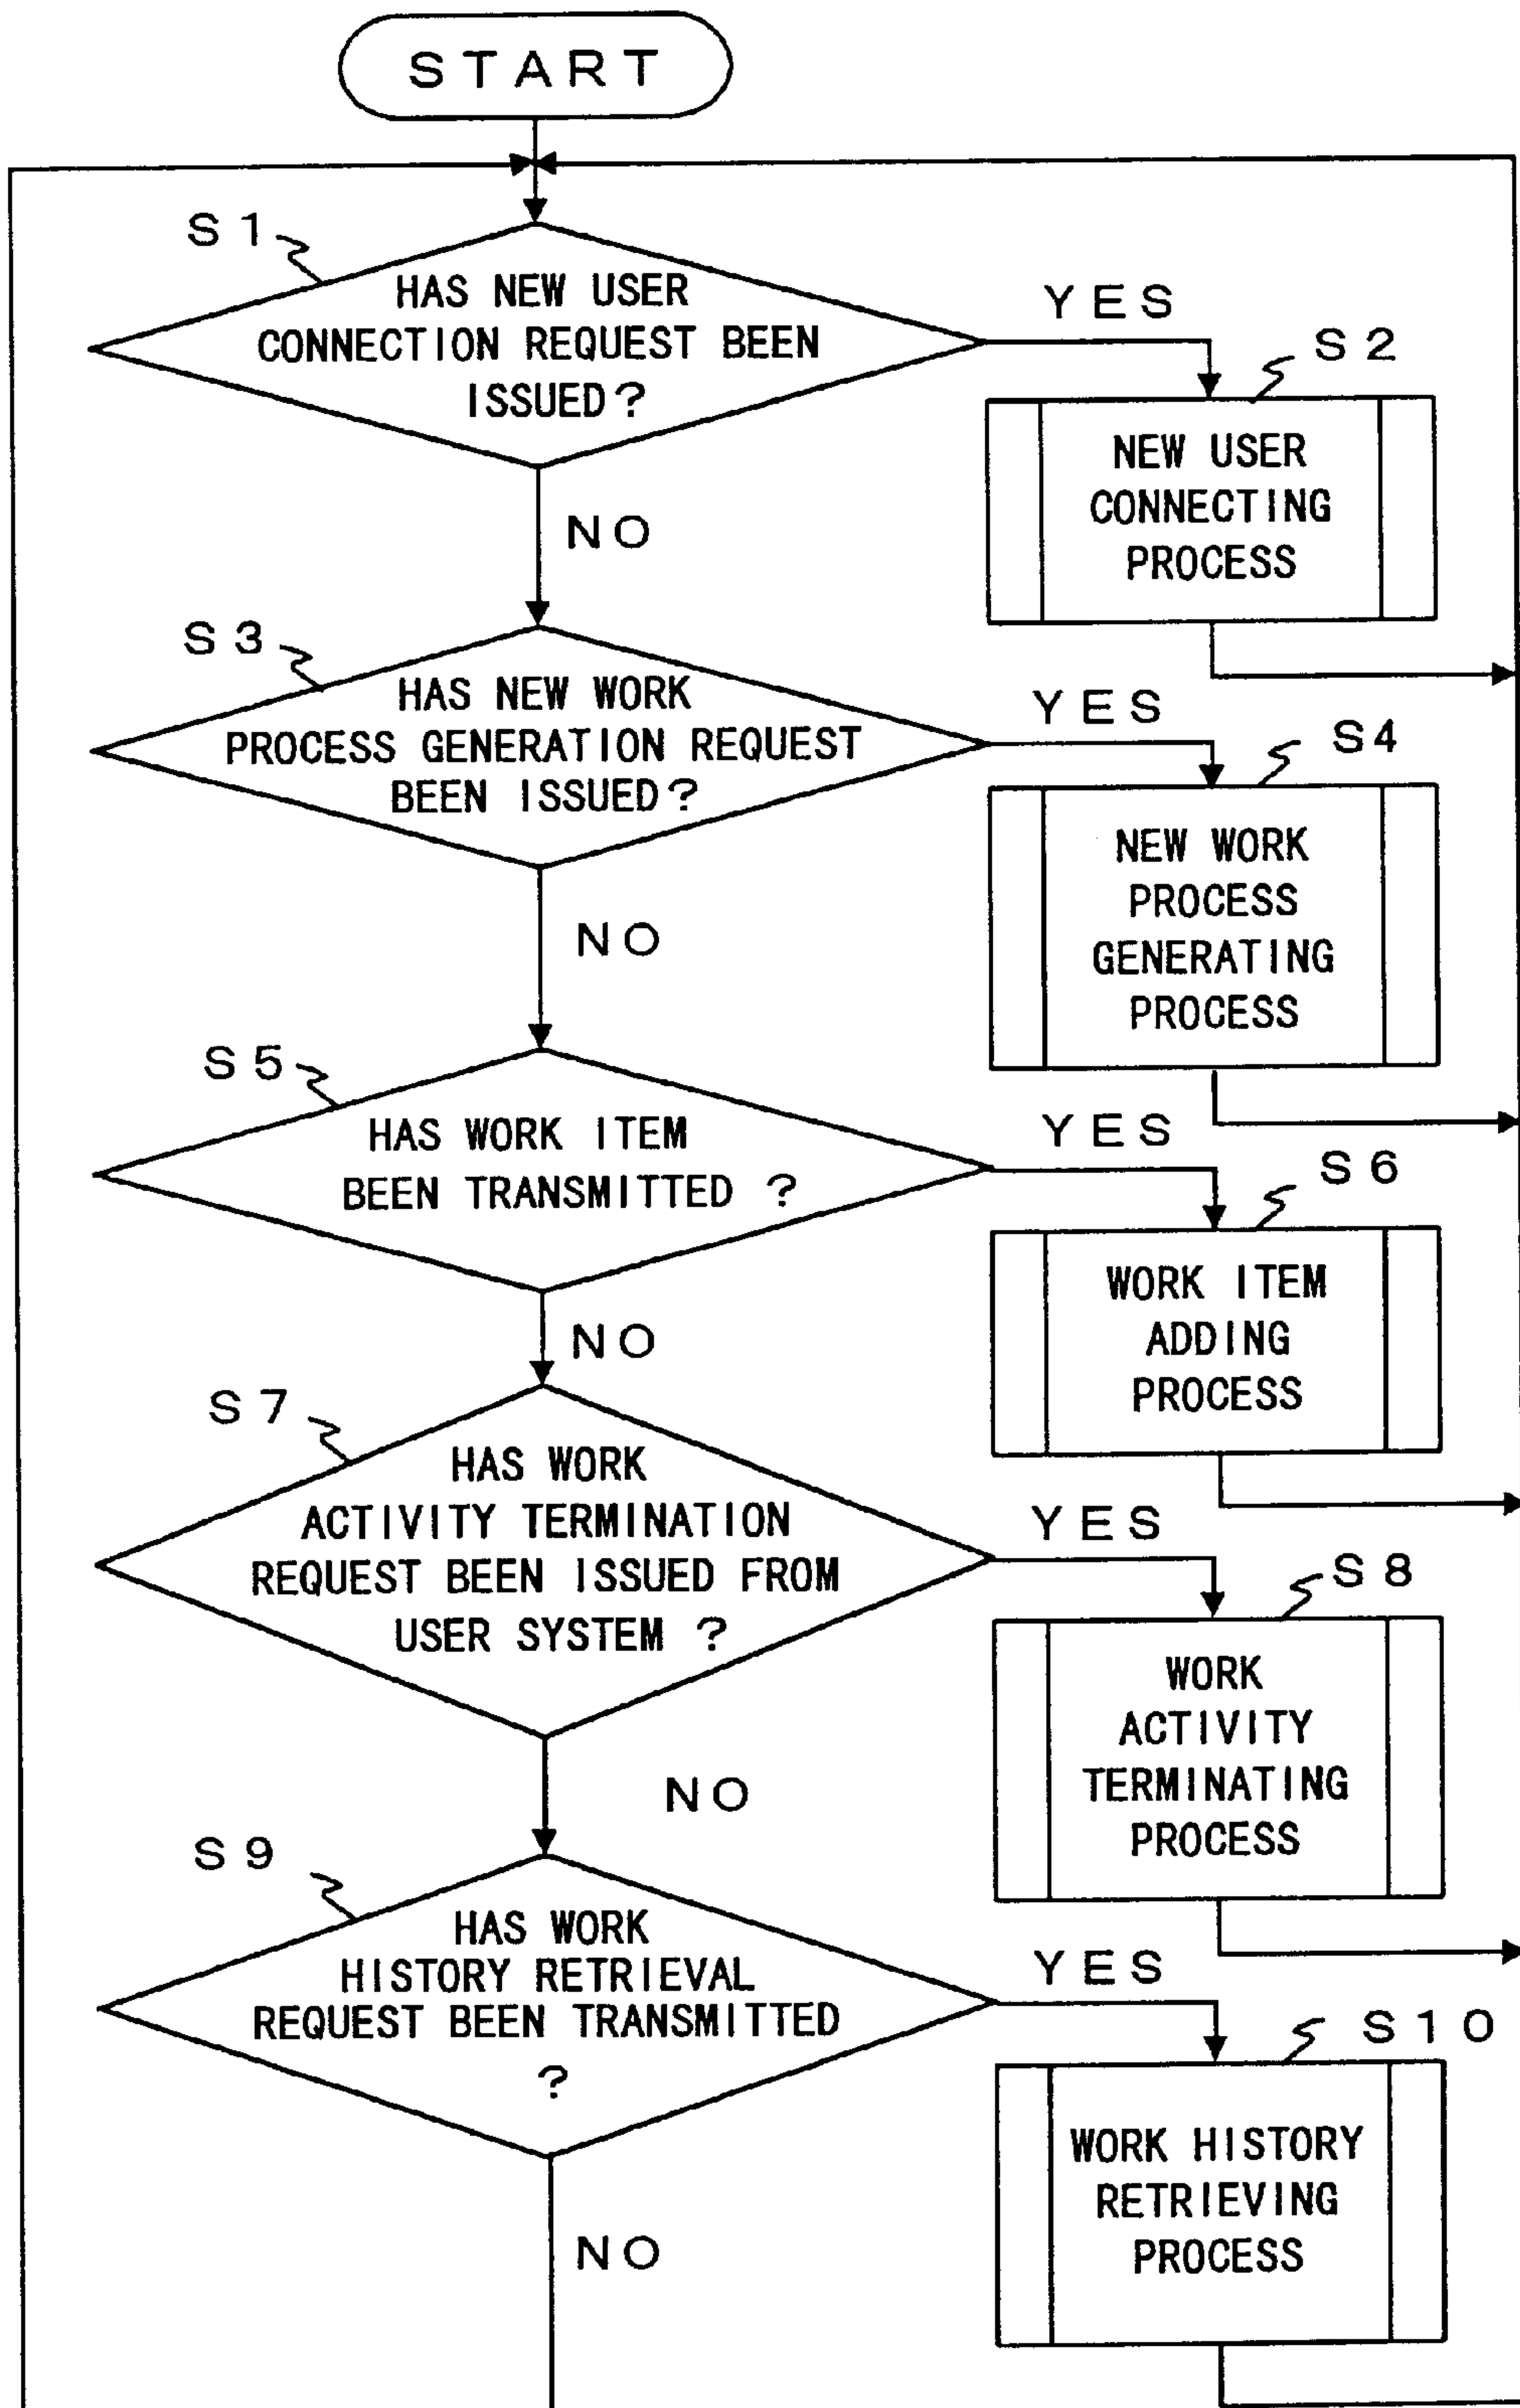 START
S1
HAS NEW USER
CONNECTION REQUEST BEEN
ISSUED?
YES
S2
NEW USER
CONNECTING
PROCESS
NO
S3
HAS NEW WORK
PROCESS GENERATION REQUEST
BEEN ISSUED?
YES
S4
NEW WORK
PROCESS
GENERATING
PROCESS
NO
S5
HAS WORK ITEM
BEEN TRANSMITTED ?
YES
S6
WORK ITEM
ADDING
PROCESS
NO
S7
HAS WORK
ACTIVITY TERMINATION
REQUEST BEEN ISSUED FROM
USER SYSTEM ?
YES
S8
WORK
ACTIVITY
TERMINATING
PROCESS
NO
S9
HAS WORK
HISTORY RETRIEVAL
REQUEST BEEN TRANSMITTED
?
YES
S10
WORK HISTORY
RETRIEVING
PROCESS
NO